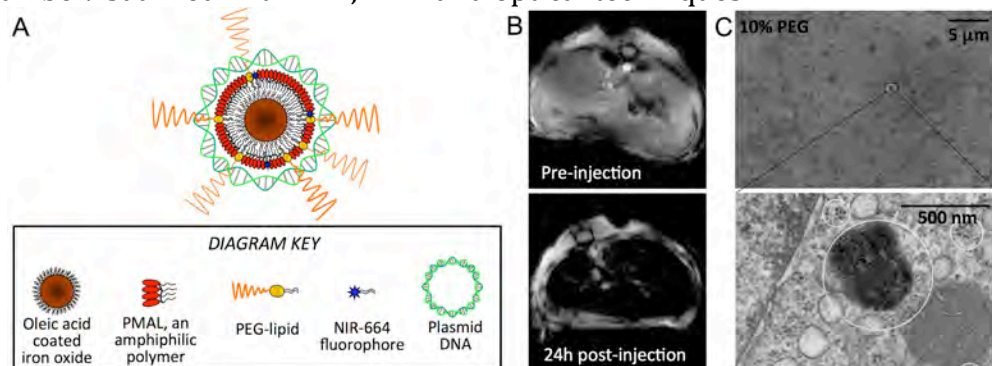 A
B
C
10% PEG
5 μm
Pre-injection
500 nm
24h post-injection
DIAGRAM KEY
Oleic acid
coated
iron oxide
PMAL, an
amphiphilic
polymer
PEG-lipid
NIR-664
fluorophore
Plasmid
DNA